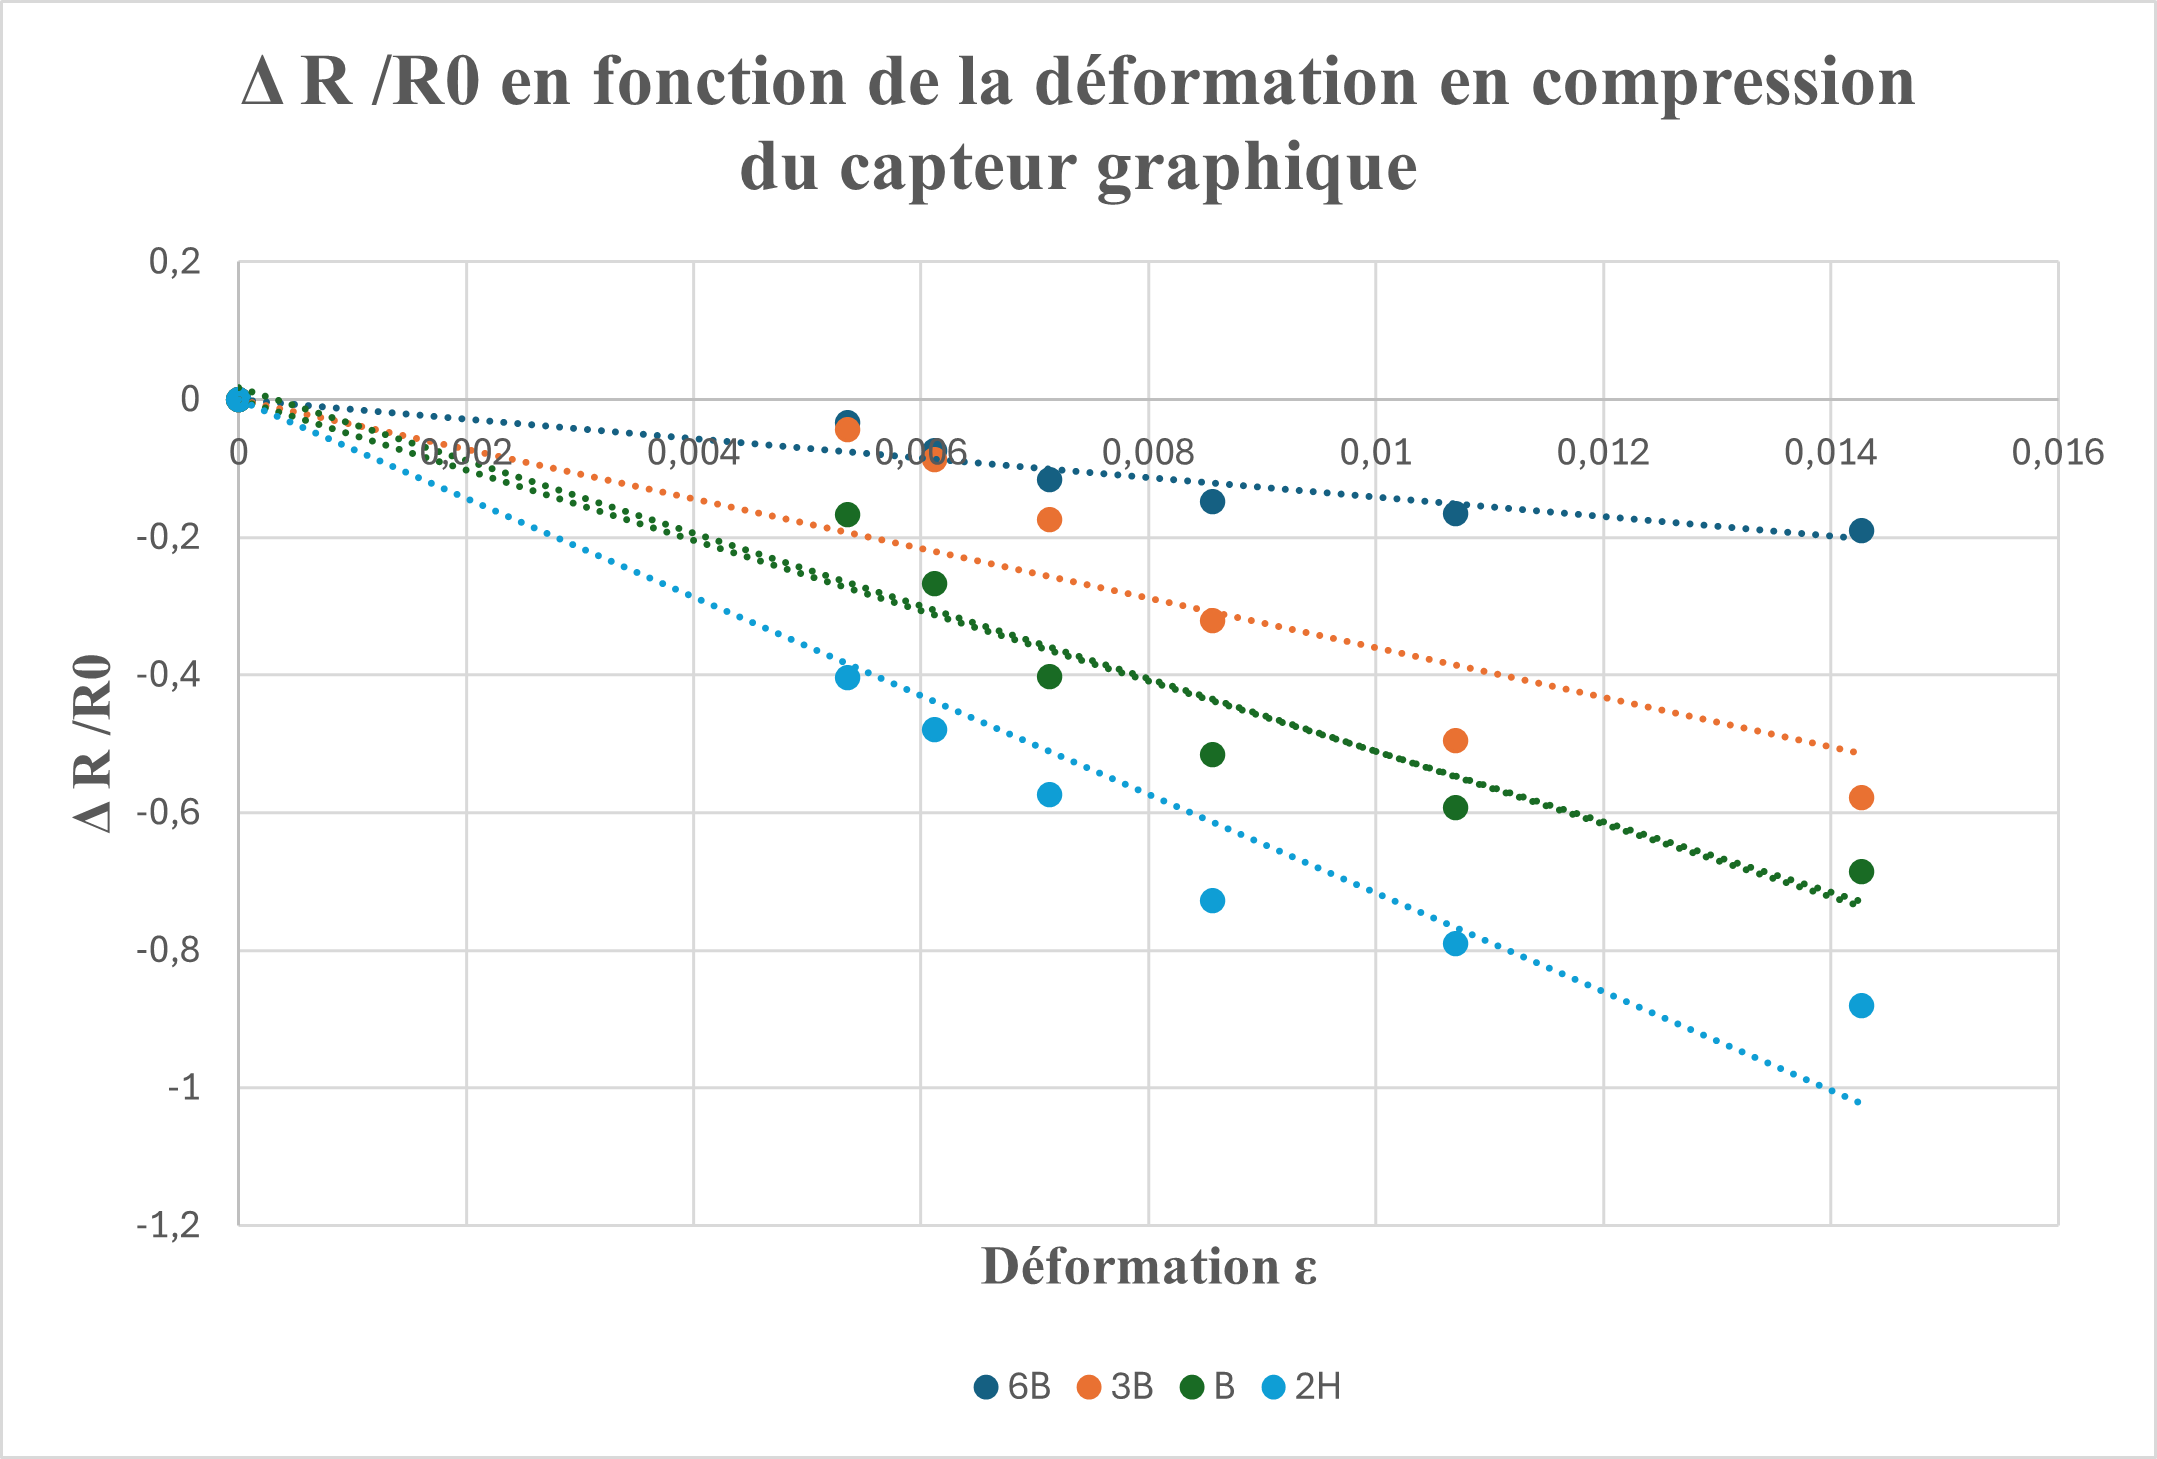 Δ R /R0 en fonction de la déformation en compression
du capteur graphique
0,2
0
-0,2
-0,4
-0,6
-0,8
-1
-1,2
0 0,002 0,004 0,006 0,008 0,01 0,012 0,014 0,016
Δ R /R0
Déformation ε
6B 3B B 2H